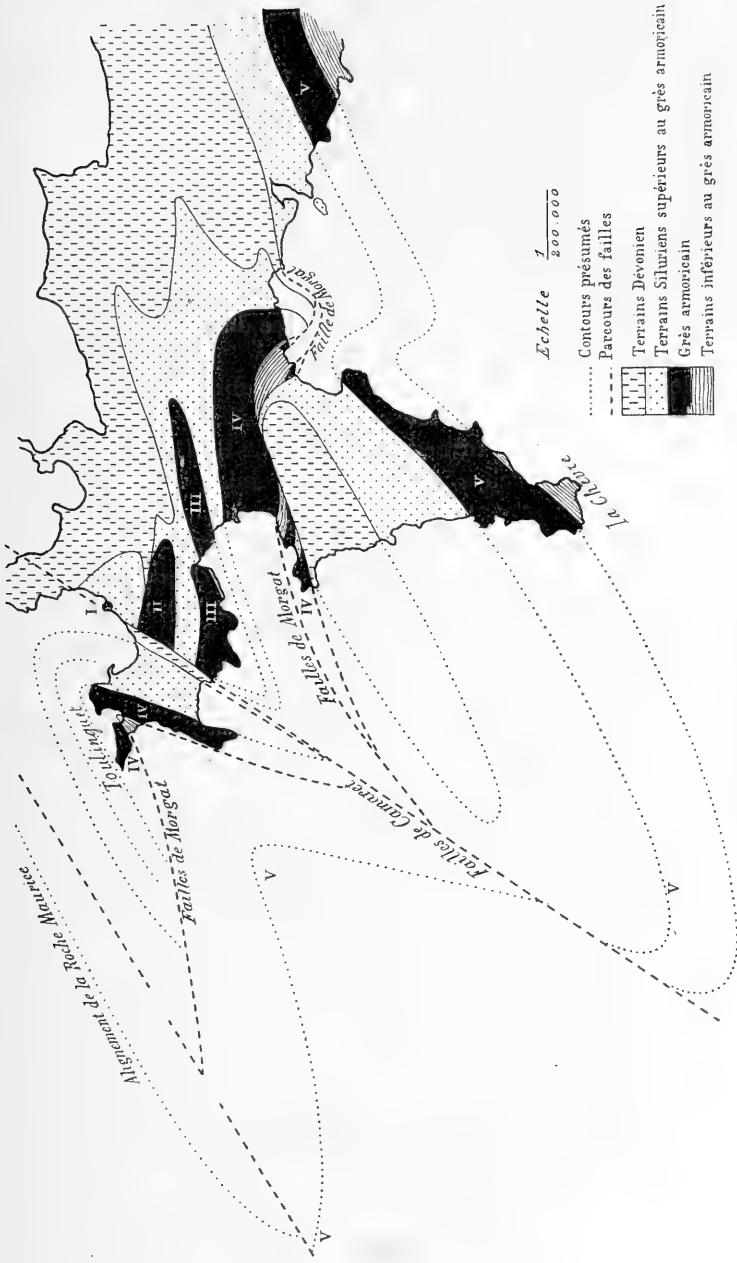 Alignement de la Roche Maurice
Toulinguet
Failles de Morgat
Failles de Morgat
Failles de Camaret
Faille de Morgat
la Chèvre
I
II
III
III
IV
IV
IV
IV
V
V
V
V
V
Echelle 1
200.000
Contours présumés
Parcours des failles
Terrains Dévonien
Terrains Siluriens supérieurs au grès armoricain
Grès armoricain
Terrains inférieurs au grès armoricain